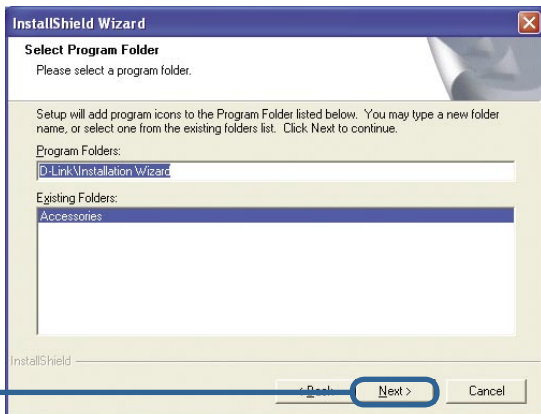 InstallShield Wizard
Select Program Folder
Please select a program folder.
Setup will add program icons to the Program Folder listed below. You may type a new folder
name, or select one from the existing folders list. Click Next to continue.
Program Folders:
D-Link\Installation Wizard
Existing Folders:
Accessories
InstallShield
< Back
Next >
Cancel